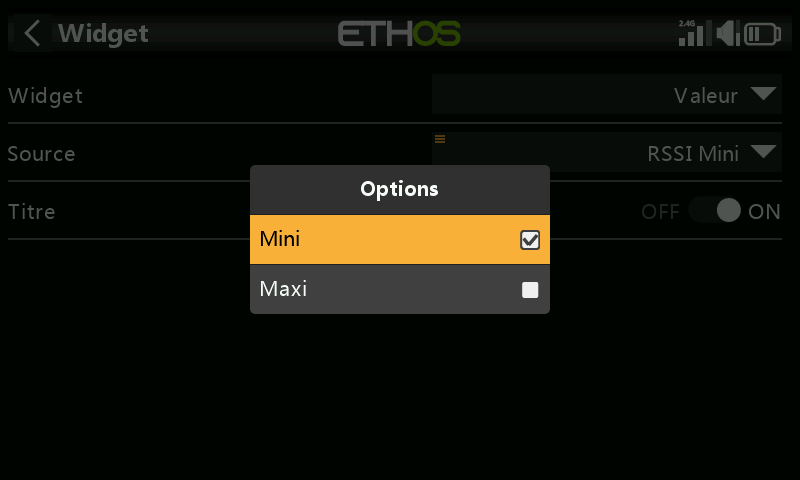 Widget
ETHOS
2.4G
Widget
Valeur
Source
RSSI Mini
Titre
OFF
ON
Options
Mini
Maxi